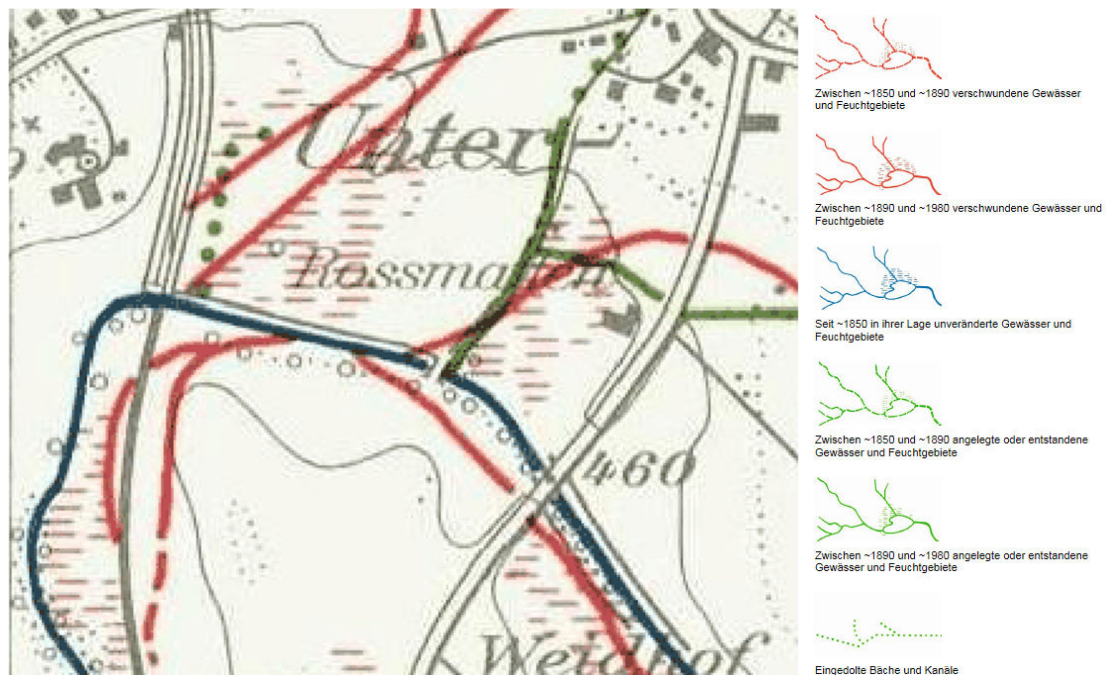 Unter-
Rossmatten
460
Weidhof
Zwischen ~1850 und ~1890 verschwundene Gewässer
und Feuchtgebiete
Zwischen ~1890 und ~1980 verschwundene Gewässer und
Feuchtgebiete
Seit ~1850 in ihrer Lage unveränderte Gewässer und
Feuchtgebiete
Zwischen ~1850 und ~1890 angelegte oder entstandene
Gewässer und Feuchtgebiete
Zwischen ~1890 und ~1980 angelegte oder entstandene
Gewässer und Feuchtgebiete
Eingedolte Bäche und Kanäle